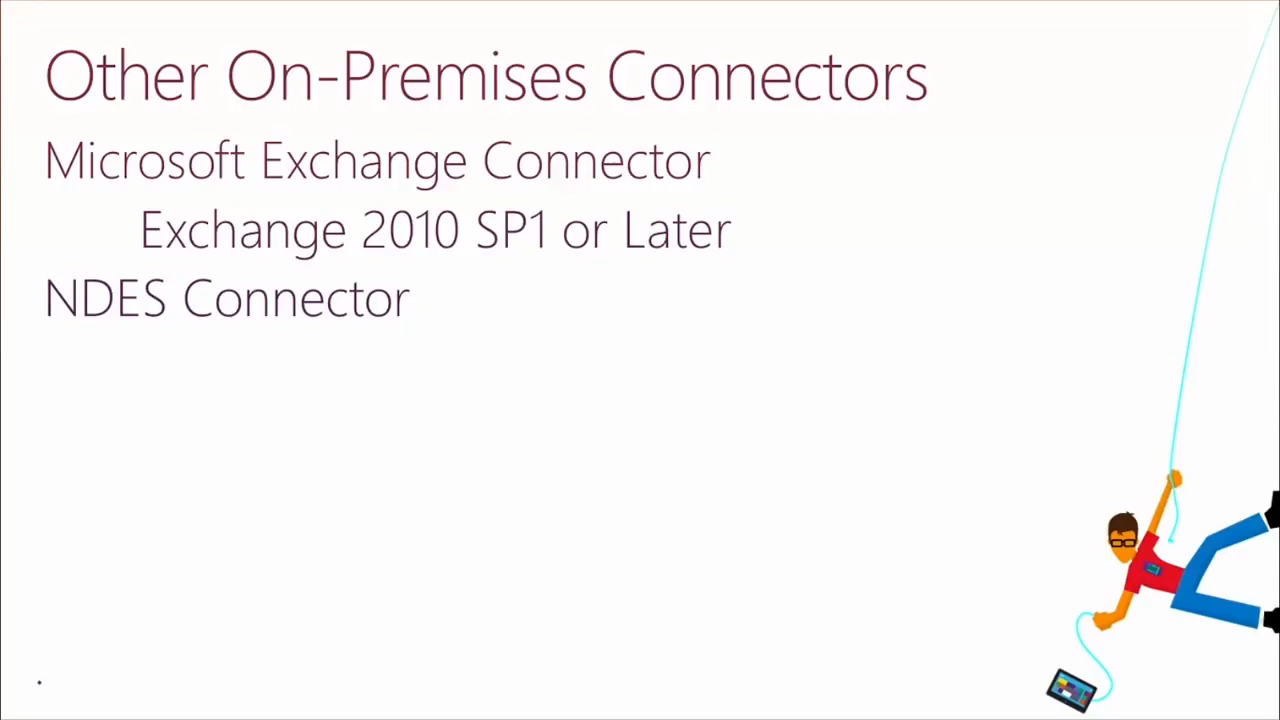 Other On-Premises Connectors
Microsoft Exchange Connector
Exchange 2010 SP1 or Later
NDES Connector